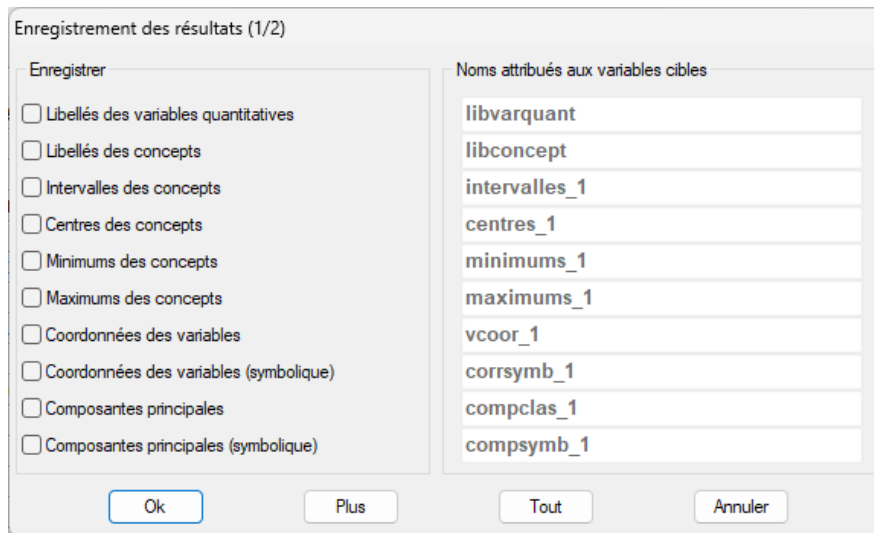 Enregistrement des résultats (1/2)
Enregistrer
Noms attribués aux variables cibles
Libellés des variables quantitatives
libvarquant
Libellés des concepts
libconcept
Intervalles des concepts
intervalles_1
Centres des concepts
centres_1
Minimums des concepts
minimums_1
Maximums des concepts
maximums_1
Coordonnées des variables
vcoor_1
Coordonnées des variables (symbolique)
corrsymb_1
Composantes principales
compclas_1
Composantes principales (symbolique)
compsymb_1
Ok
Plus
Tout
Annuler